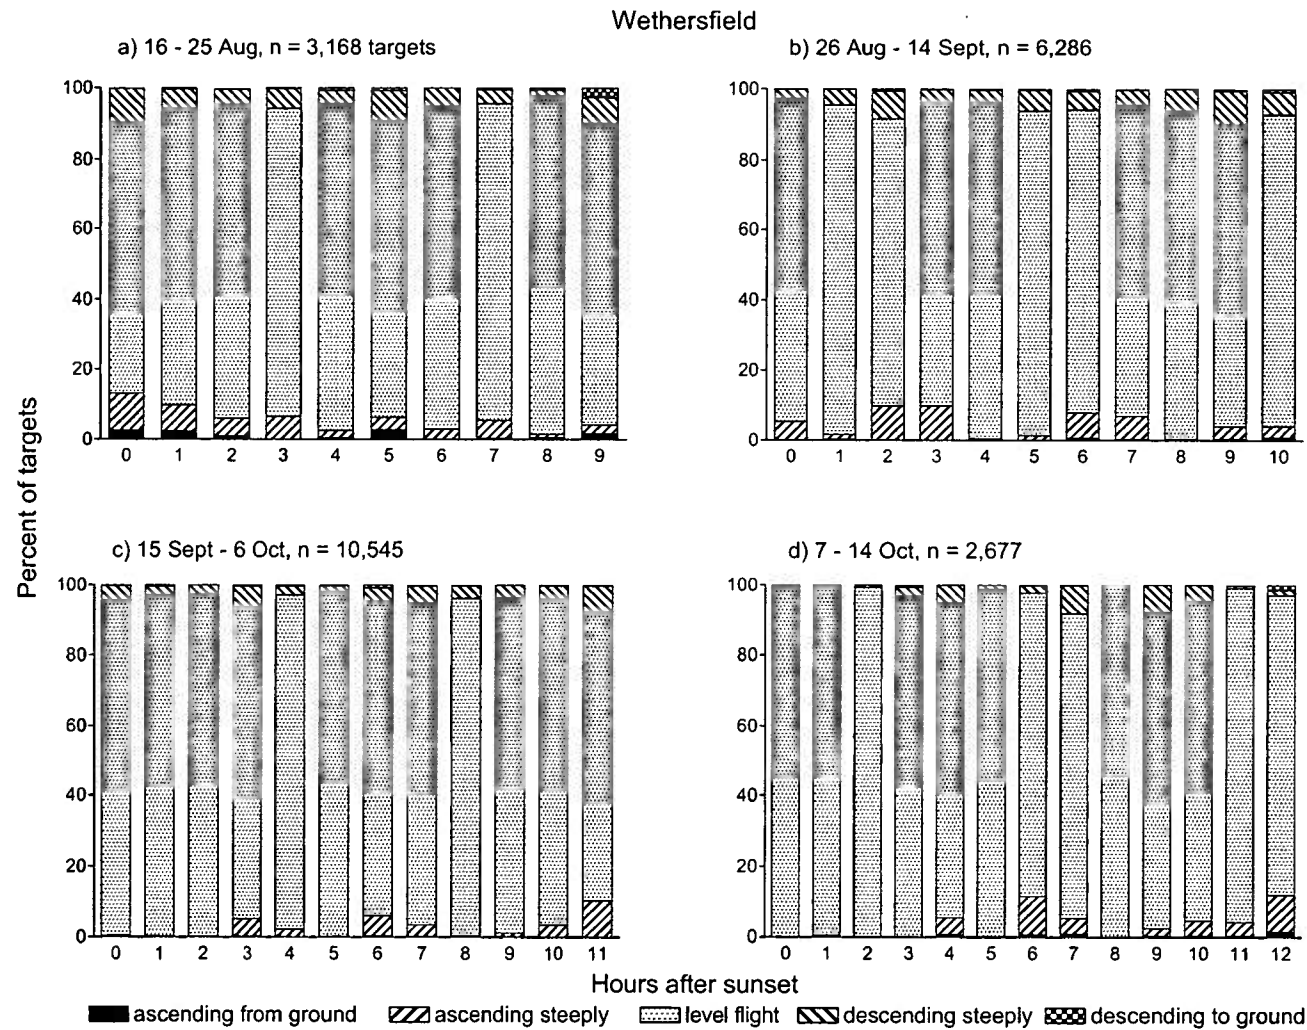 Wethersfield
a) 16 - 25 Aug, n = 3,168 targets
100
80
60
40
20
0
0 1 2 3 4 5 6 7 8 9
b) 26 Aug - 14 Sept, n = 6,286
100
80
60
40
20
0
0 1 2 3 4 5 6 7 8 9 10
Percent of targets
c) 15 Sept - 6 Oct, n = 10,545
100
80
60
40
20
0
0 1 2 3 4 5 6 7 8 9 10 11
d) 7 - 14 Oct, n = 2,677
100
80
60
40
20
0
0 1 2 3 4 5 6 7 8 9 10 11 12
Hours after sunset
ascending from ground ascending steeply level flight descending steeply descending to ground